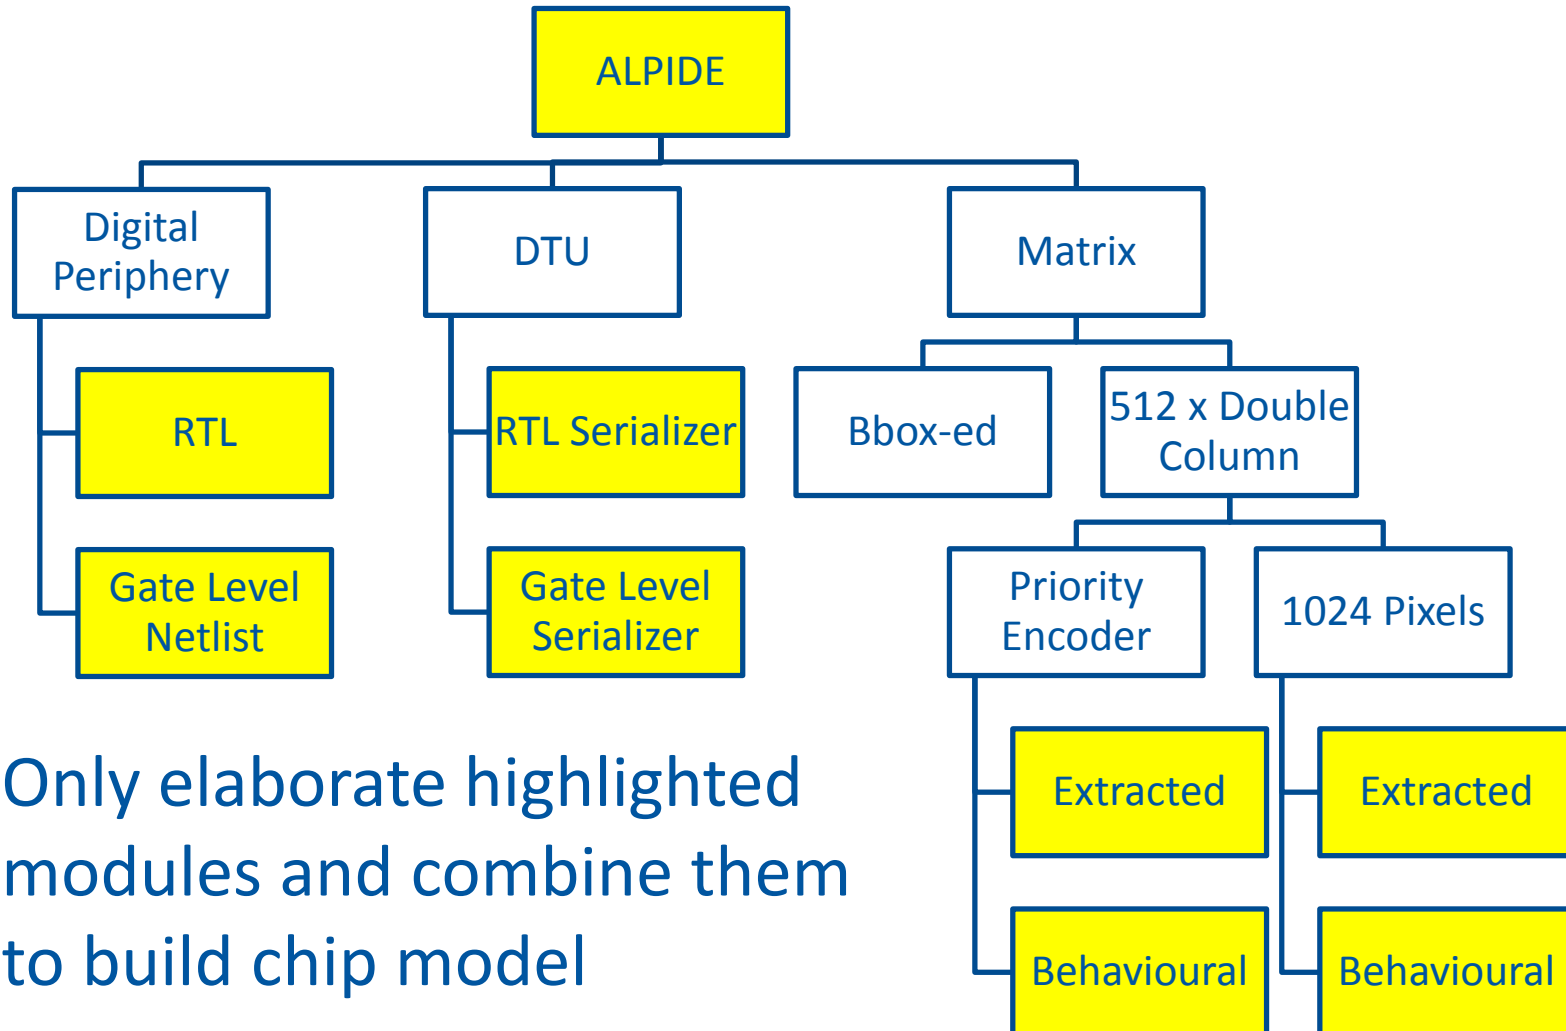 ALPIDE
Digital
Periphery
DTU
Matrix
RTL
RTL Serializer
Bbox-ed
512 x Double
Column
Gate Level
Netlist
Gate Level
Serializer
Priority
Encoder
1024 Pixels
Extracted
Extracted
Behavioural
Behavioural
Only elaborate highlighted
modules and combine them
to build chip model